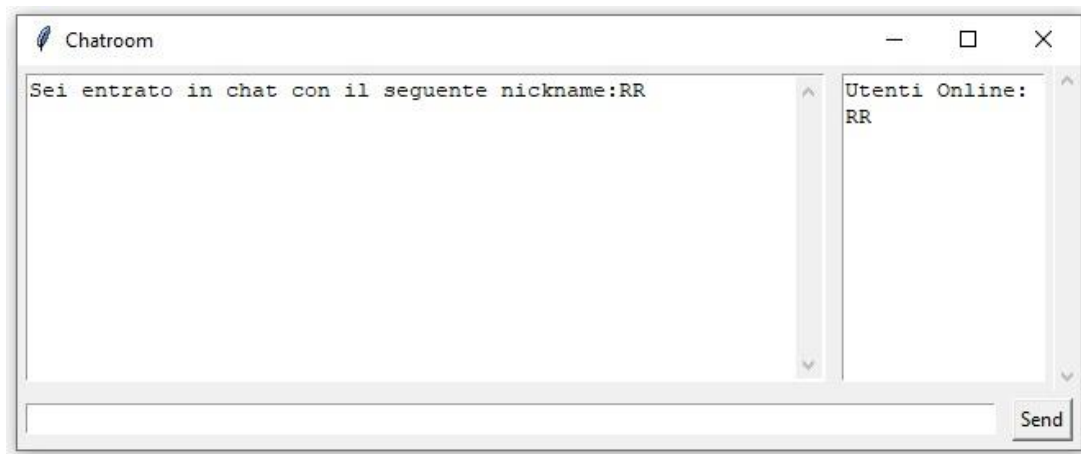 Chatroom
Sei entrato in chat con il seguente nickname:RR
Utenti Online:
RR
Send